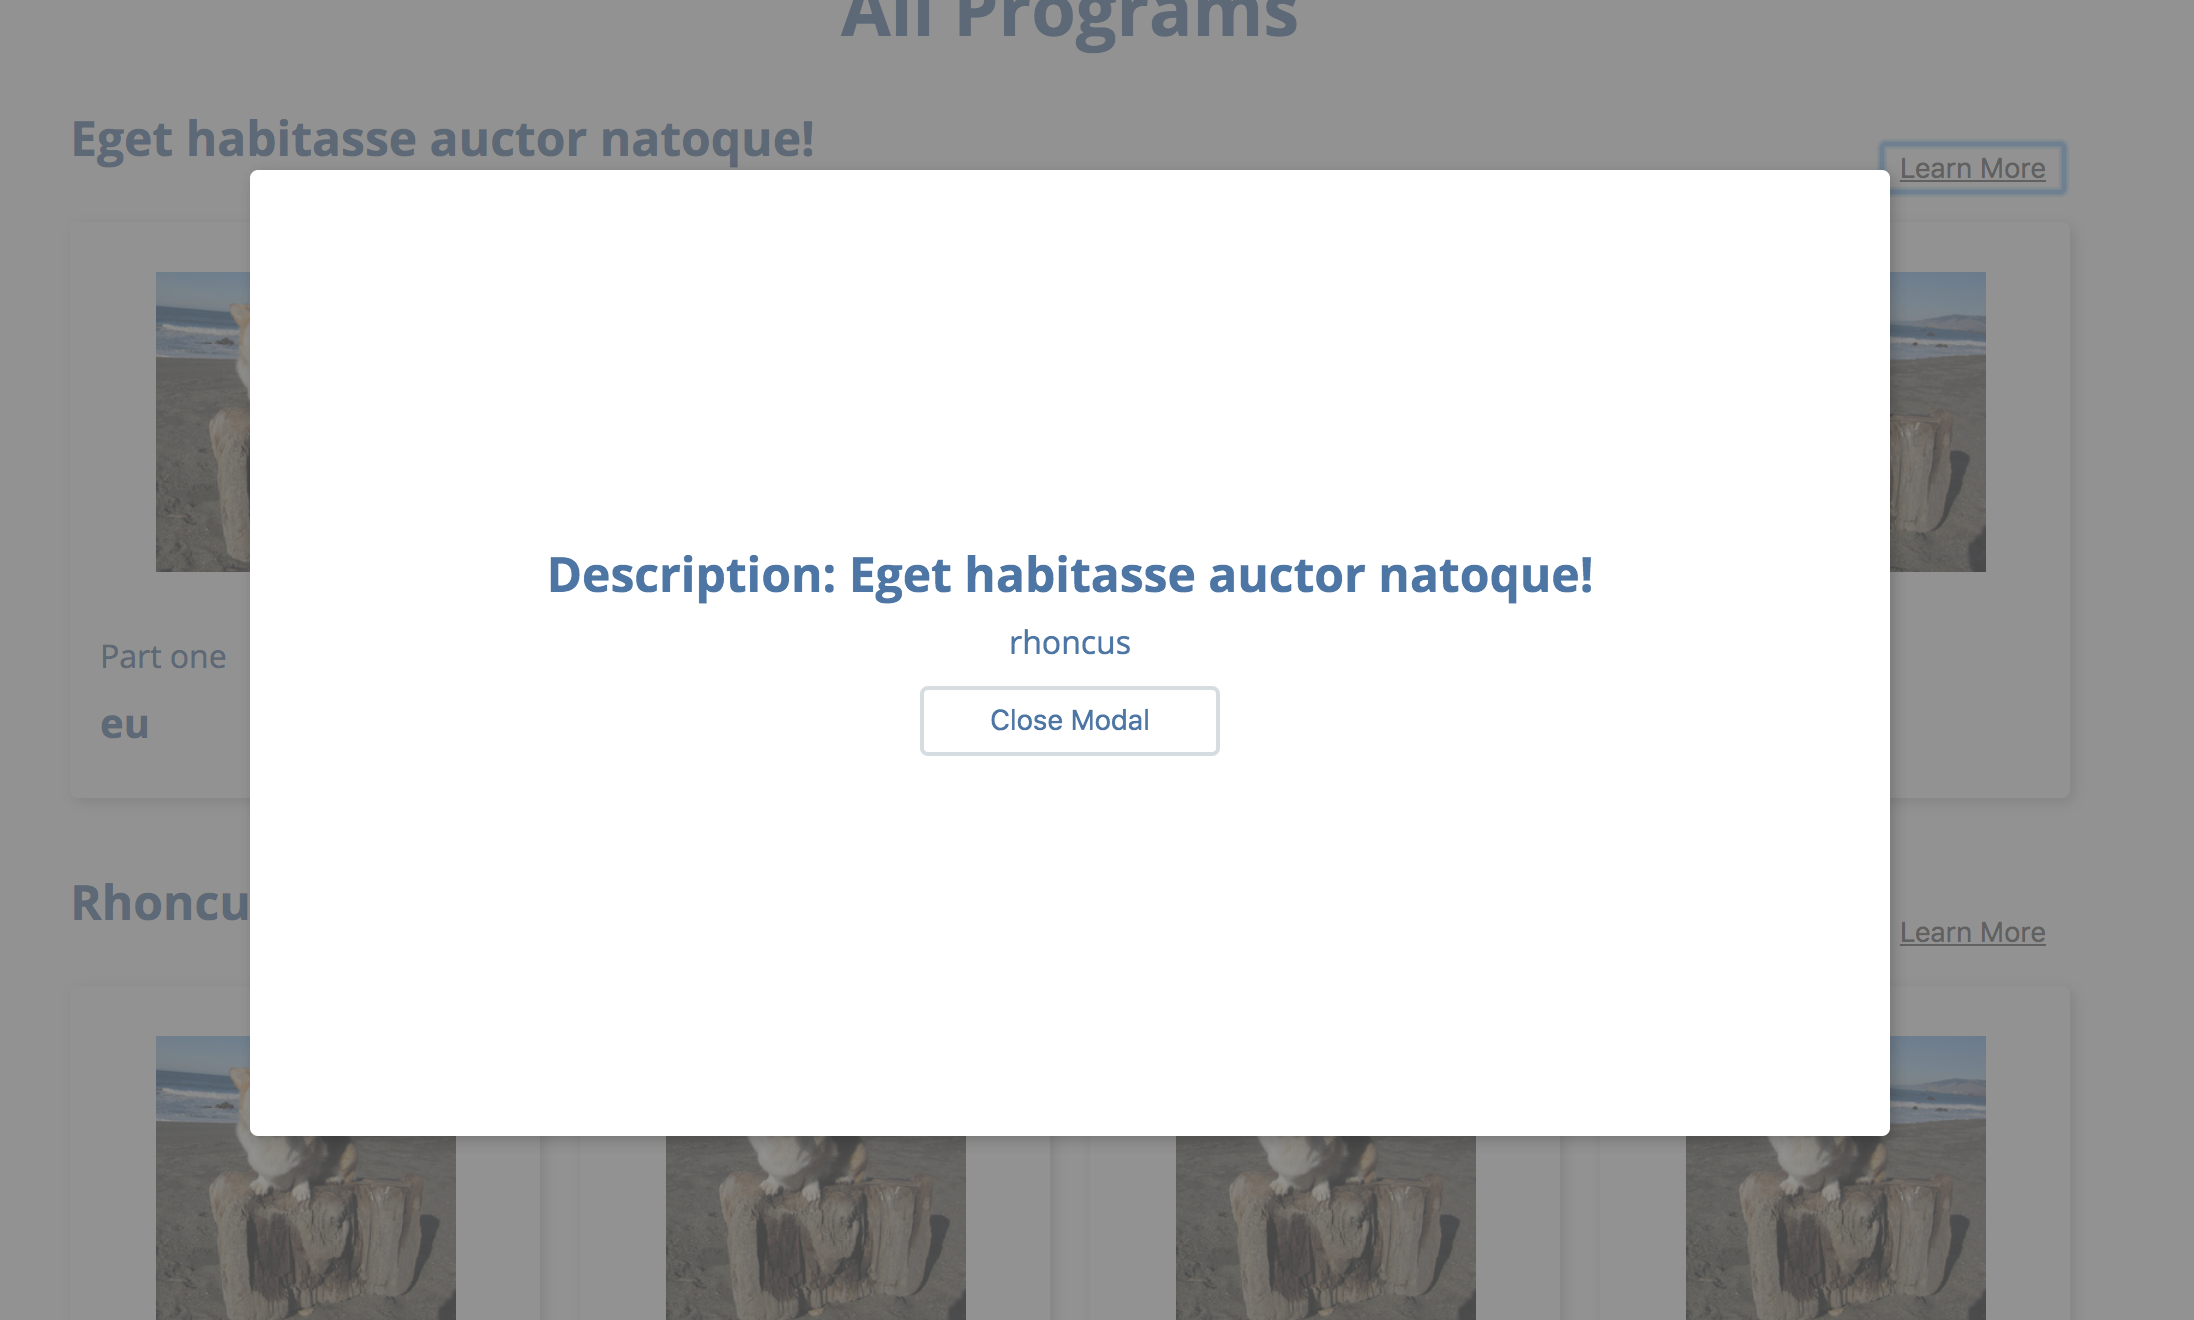 All Programs
Eget habitasse auctor natoque!
Learn More
Description: Eget habitasse auctor natoque!
rhoncus
Close Modal
Part one
eu
Rhoncu
Learn More